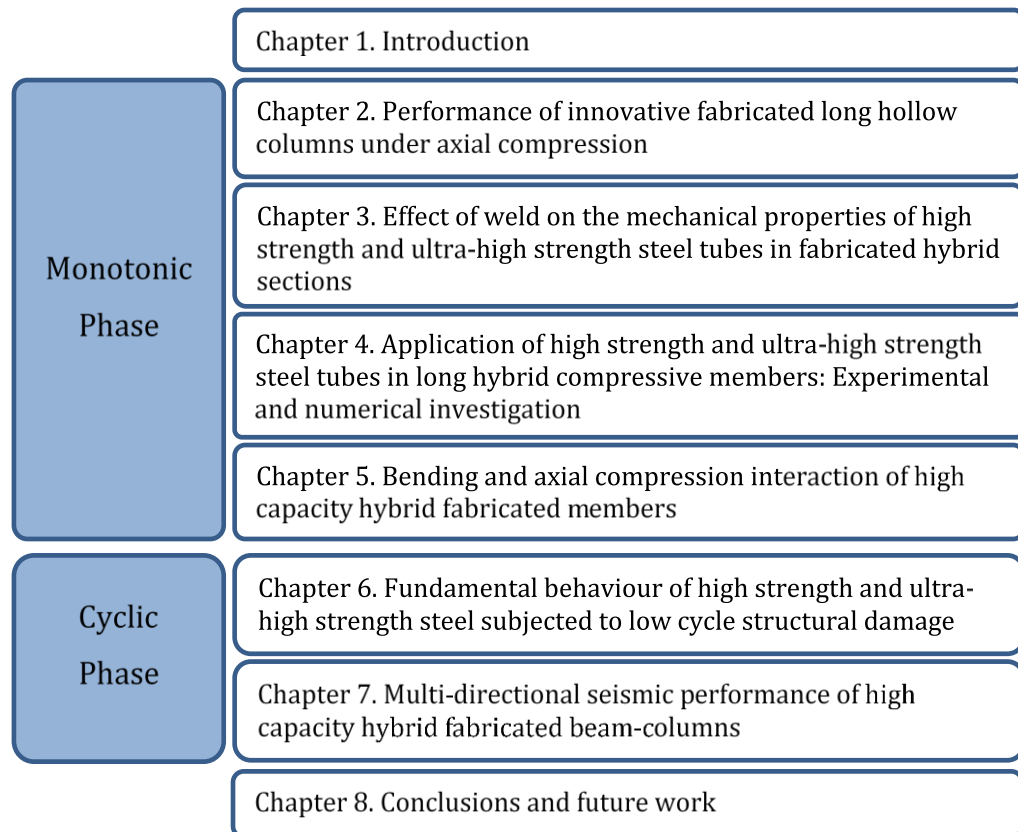 Chapter 1. Introduction
Monotonic
Phase
Chapter 2. Performance of innovative fabricated long hollow
columns under axial compression
Chapter 3. Effect of weld on the mechanical properties of high
strength and ultra-high strength steel tubes in fabricated hybrid
sections
Chapter 4. Application of high strength and ultra-high strength
steel tubes in long hybrid compressive members: Experimental
and numerical investigation
Chapter 5. Bending and axial compression interaction of high
capacity hybrid fabricated members
Cyclic
Phase
Chapter 6. Fundamental behaviour of high strength and ultra-
high strength steel subjected to low cycle structural damage
Chapter 7. Multi-directional seismic performance of high
capacity hybrid fabricated beam-columns
Chapter 8. Conclusions and future work